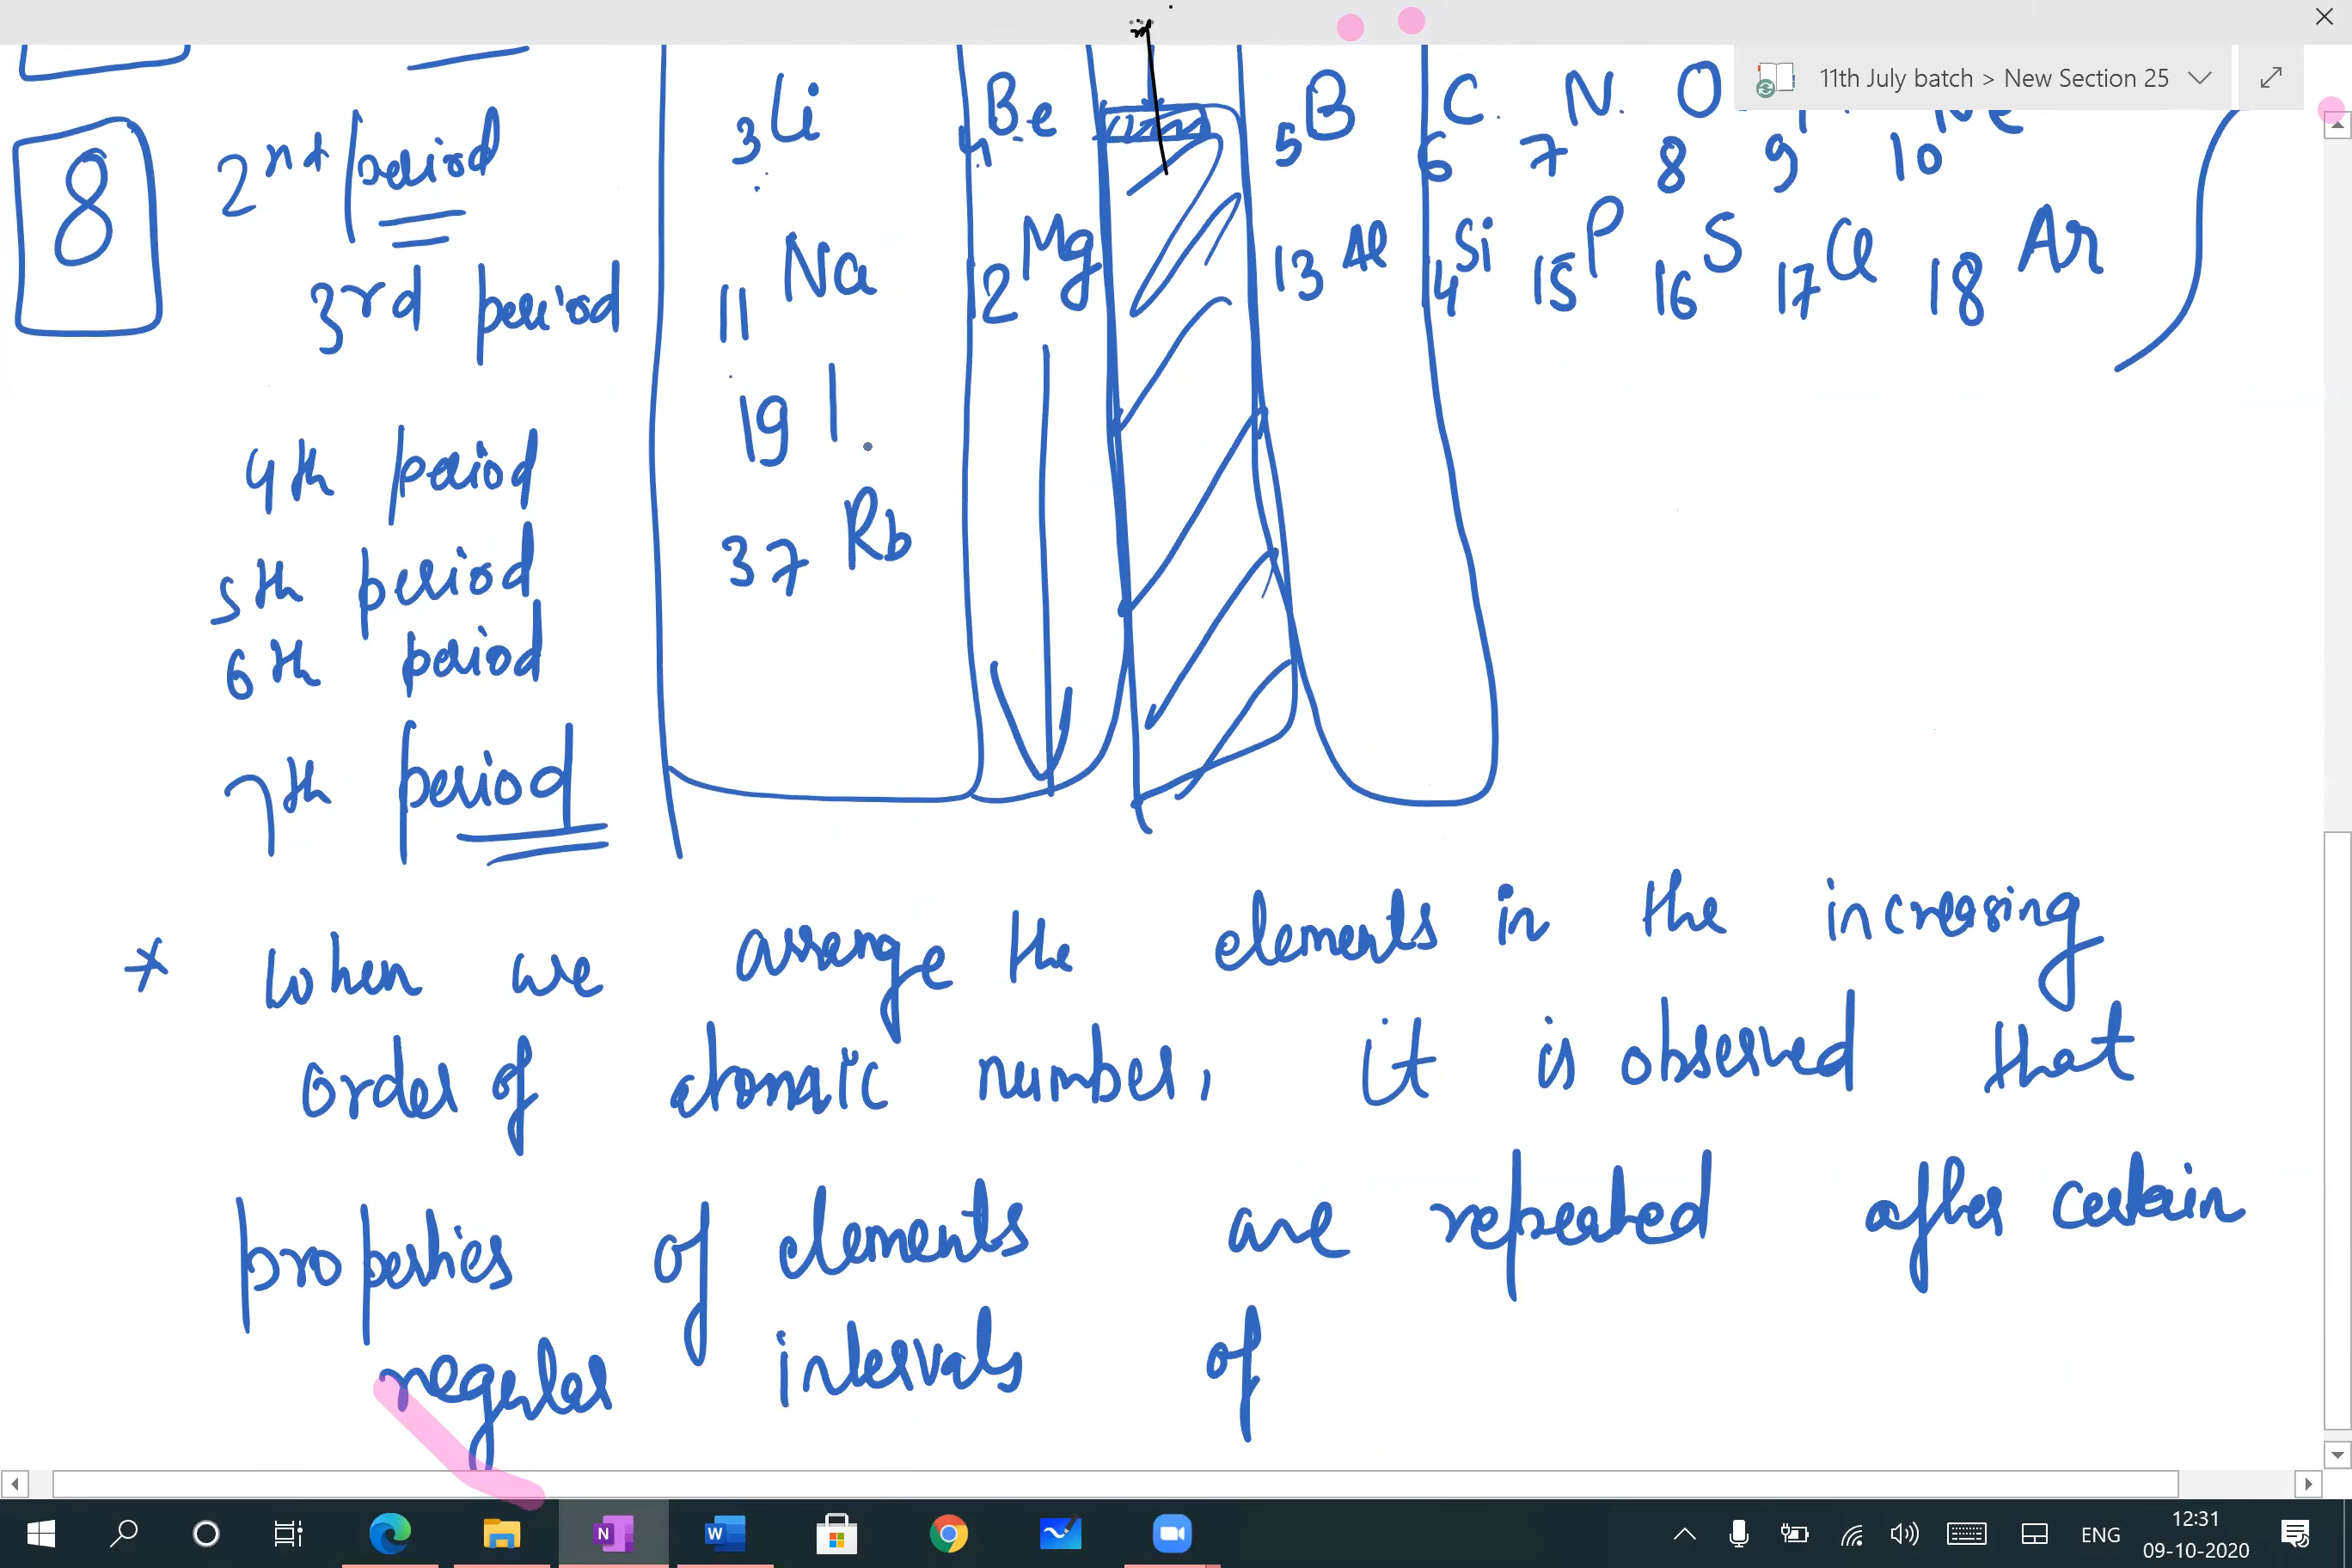 11th July batch > New Section 25
8
2nd period 3 Li 4 Be 5 B 6 C 7 N 8 O 9 10
3rd period 11 Na 12 Mg 13 Al 14 Si 15 P 16 S 17 Cl 18 Ar
4th period 19
5th period 37 Rb
6th period
7th period
* When we arrange the elements in the increasing
order of atomic number, it is observed that
properties of elements are repeated after certain
regular intervals of
ENG
12:31
09-10-2020